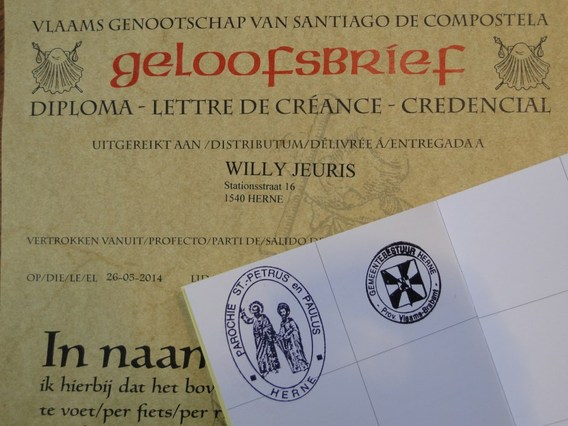 VLAAMS GENOOTSCHAP VAN SANTIAGO DE COMPOSTELA
GELOOFSBRIEF
DIPLOMA - LETTRE DE CRÉANCE - CREDENCIAL
UITGEREIKT AAN /DISTRIBUTUM/DÉLIVRÉE Á/ENTREGADA A
WILLY JEURIS
Stationsstraat 16
1540 HERNE
VERTROKKEN VANUIT/PROFECTO/PARTI DE/SALIDO DE
OP/DIE/LE/EL 26-05-2014 LID
In naam
ik hierbij dat het bov
te voet/per fiets/per
PAROCHIE ST.-PETRUS en PAULUS
HERNE
GEMEENTEBESTUUR HERNE
Prov. Vlaams-Brabant